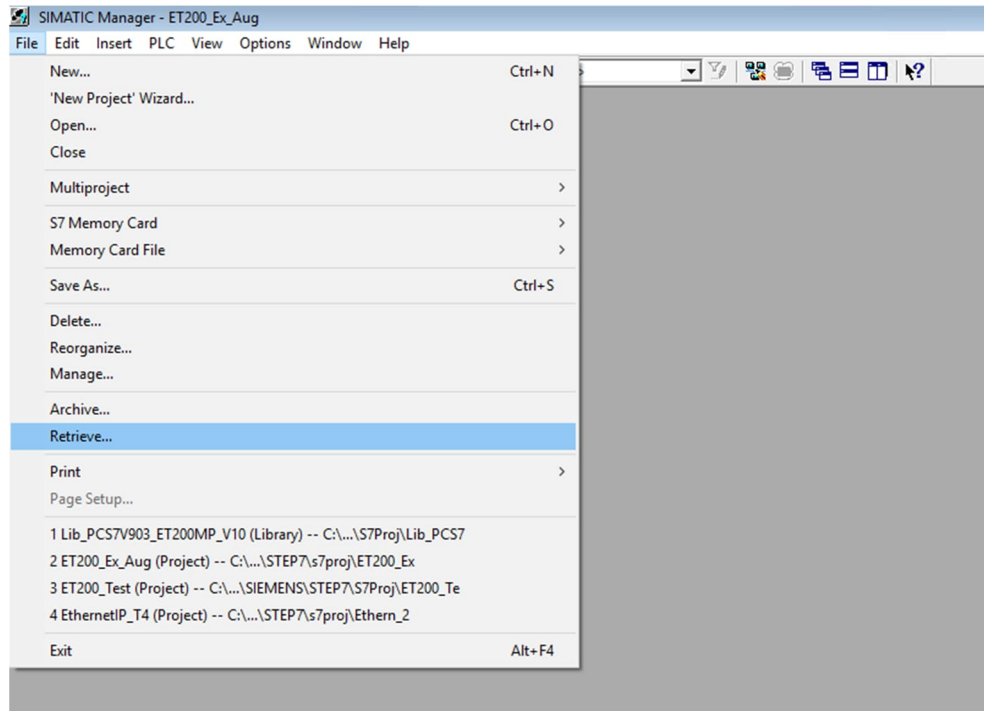 SIMATIC Manager - ET200_Ex_Aug
File Edit Insert PLC View Options Window Help
New... Ctrl+N
'New Project' Wizard...
Open... Ctrl+O
Close
Multiproject >
S7 Memory Card >
Memory Card File >
Save As... Ctrl+S
Delete...
Reorganize...
Manage...
Archive...
Retrieve...
Print >
Page Setup...
1 Lib_PCS7V903_ET200MP_V10 (Library) -- C:\...\S7Proj\Lib_PCS7
2 ET200_Ex_Aug (Project) -- C:\...\STEP7\s7proj\ET200_Ex
3 ET200_Test (Project) -- C:\...\SIEMENS\STEP7\S7Proj\ET200_Te
4 EthernetIP_T4 (Project) -- C:\...\STEP7\s7proj\Ethern_2
Exit Alt+F4